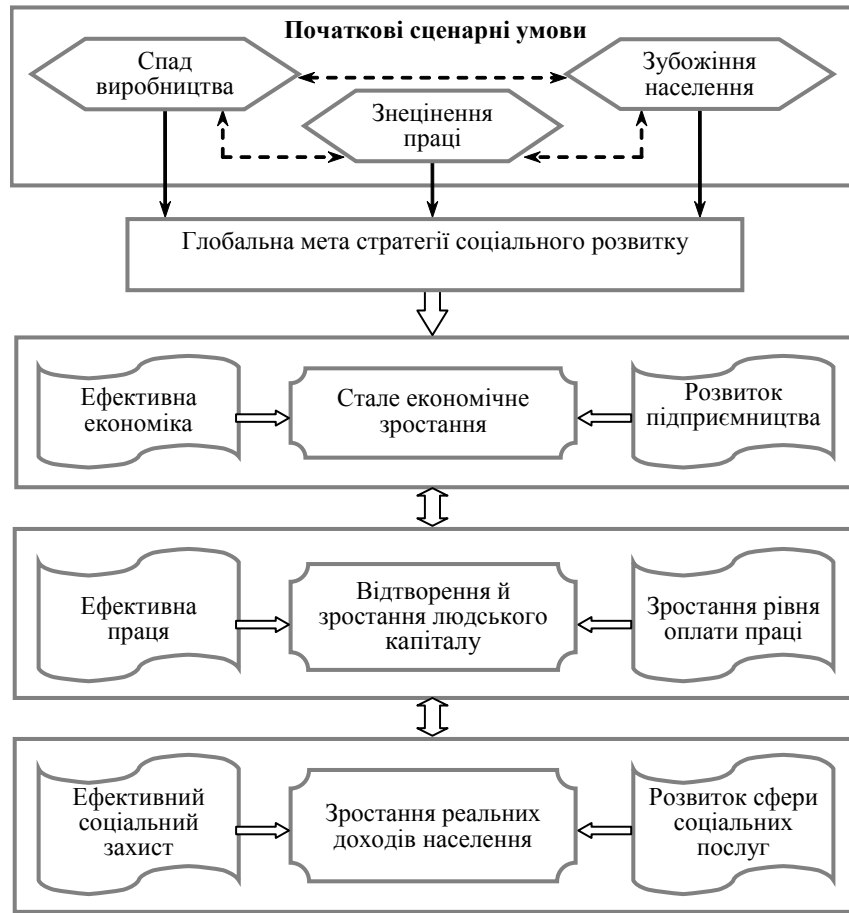 Початкові сценарні умови
Спад
виробництва
Зубожіння
населення
Знецінення
праці
Глобальна мета стратегії соціального розвитку
Ефективна
економіка
Стале економічне
зростання
Розвиток
підприємництва
Ефективна
праця
Відтворення й
зростання людського
капіталу
Зростання рівня
оплати праці
Ефективний
соціальний
захист
Зростання реальних
доходів населення
Розвиток сфери
соціальних
послуг